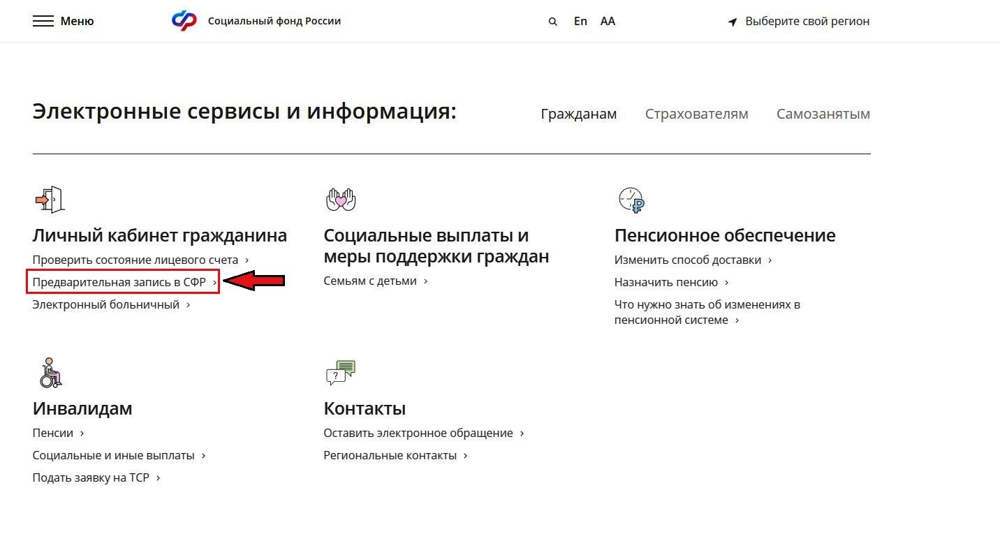 Меню
Социальный фонд России
En
AA
Выберите свой регион
Электронные сервисы и информация:
Гражданам
Страхователям
Самозанятым
Личный кабинет гражданина
Проверить состояние лицевого счета
Предварительная запись в СФР
Электронный больничный
Социальные выплаты и
меры поддержки граждан
Семьям с детьми
Пенсионное обеспечение
Изменить способ доставки
Назначить пенсию
Что нужно знать об изменениях в
пенсионной системе
Инвалидам
Пенсии
Социальные и иные выплаты
Подать заявку на ТСР
?
Контакты
Оставить электронное обращение
Региональные контакты